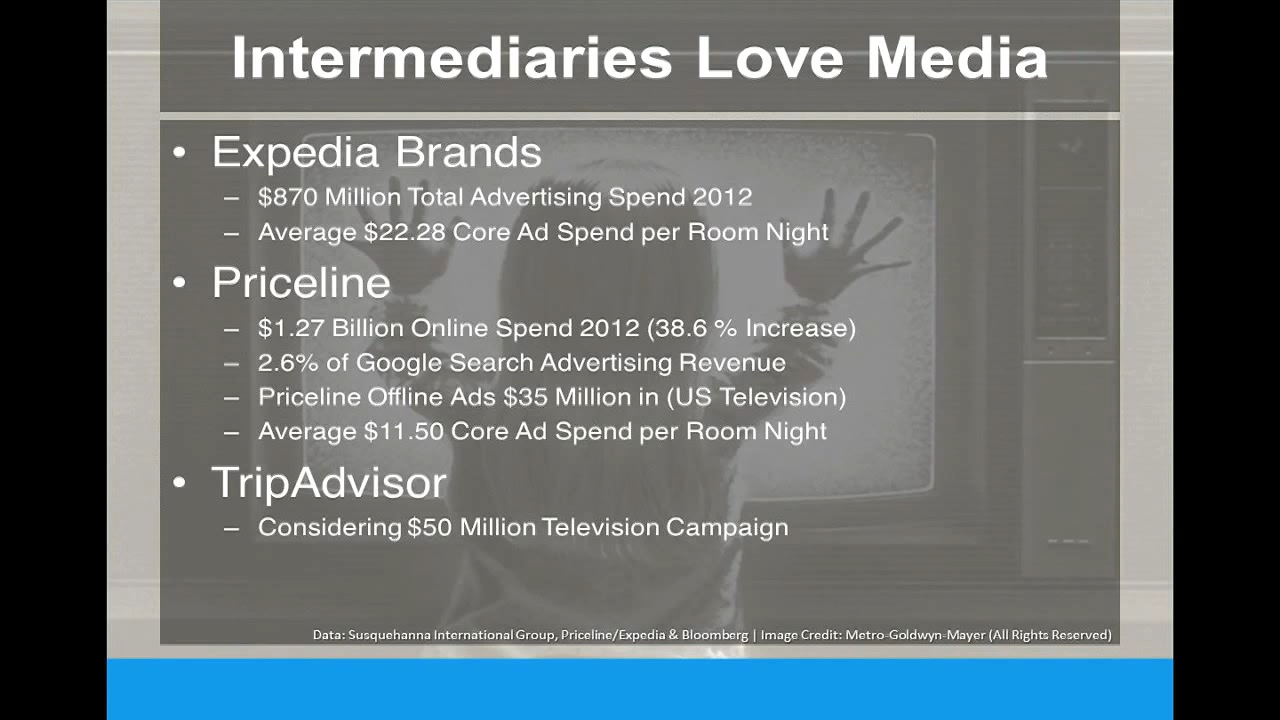 Intermediaries Love Media
• Expedia Brands
– $870 Million Total Advertising Spend 2012
– Average $22.28 Core Ad Spend per Room Night
• Priceline
– $1.27 Billion Online Spend 2012 (38.6 % Increase)
– 2.6% of Google Search Advertising Revenue
– Priceline Offline Ads $35 Million in (US Television)
– Average $11.50 Core Ad Spend per Room Night
• TripAdvisor
– Considering $50 Million Television Campaign
Data: Susquehanna International Group, Priceline/Expedia & Bloomberg | Image Credit: Metro-Goldwyn-Mayer (All Rights Reserved)